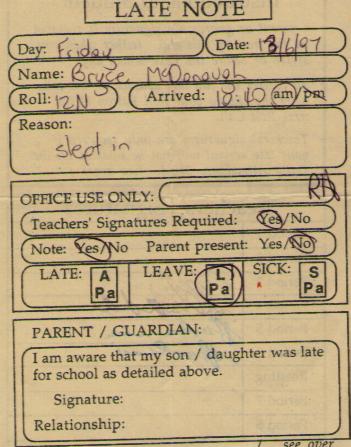 LATE NOTE
Day: Friday Date: 13/6/97
Name: Bryce McDonough
Roll: 12N Arrived: 10:40 am/pm
Reason:
slept in
OFFICE USE ONLY: RA
Teachers' Signatures Required: Yes/No
Note: Yes/No Parent present: Yes/No
LATE: A Pa LEAVE: L Pa SICK: S Pa
PARENT / GUARDIAN:
I am aware that my son / daughter was late
for school as detailed above.
Signature:
Relationship:
see over